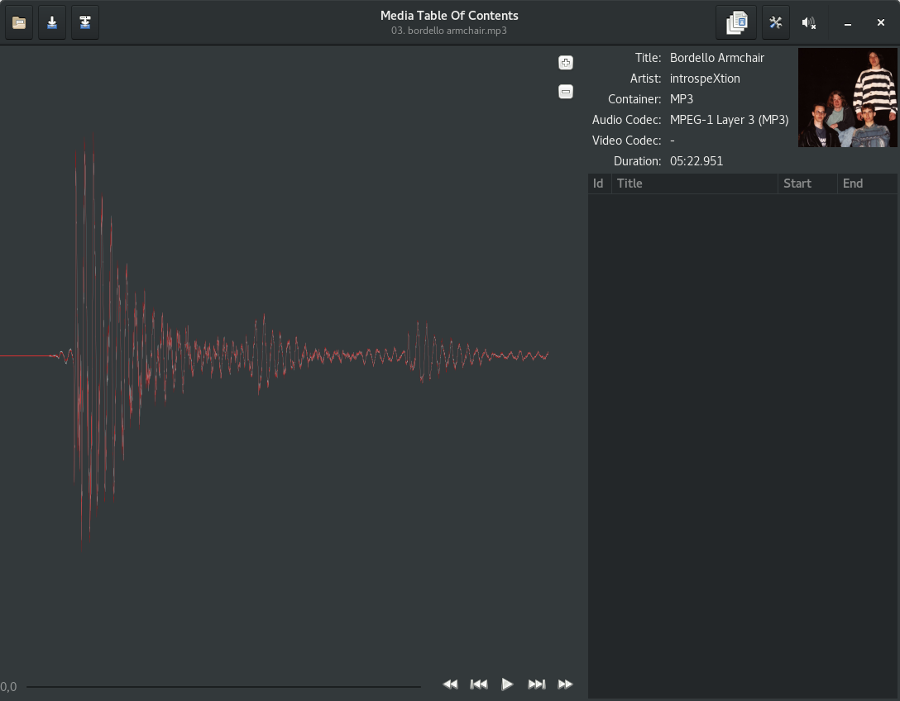 Media Table Of Contents
03. bordello armchair.mp3
Title: Bordello Armchair
Artist: introspeXtion
Container: MP3
Audio Codec: MPEG-1 Layer 3 (MP3)
Video Codec: -
Duration: 05:22.951
Id Title Start End
0,0